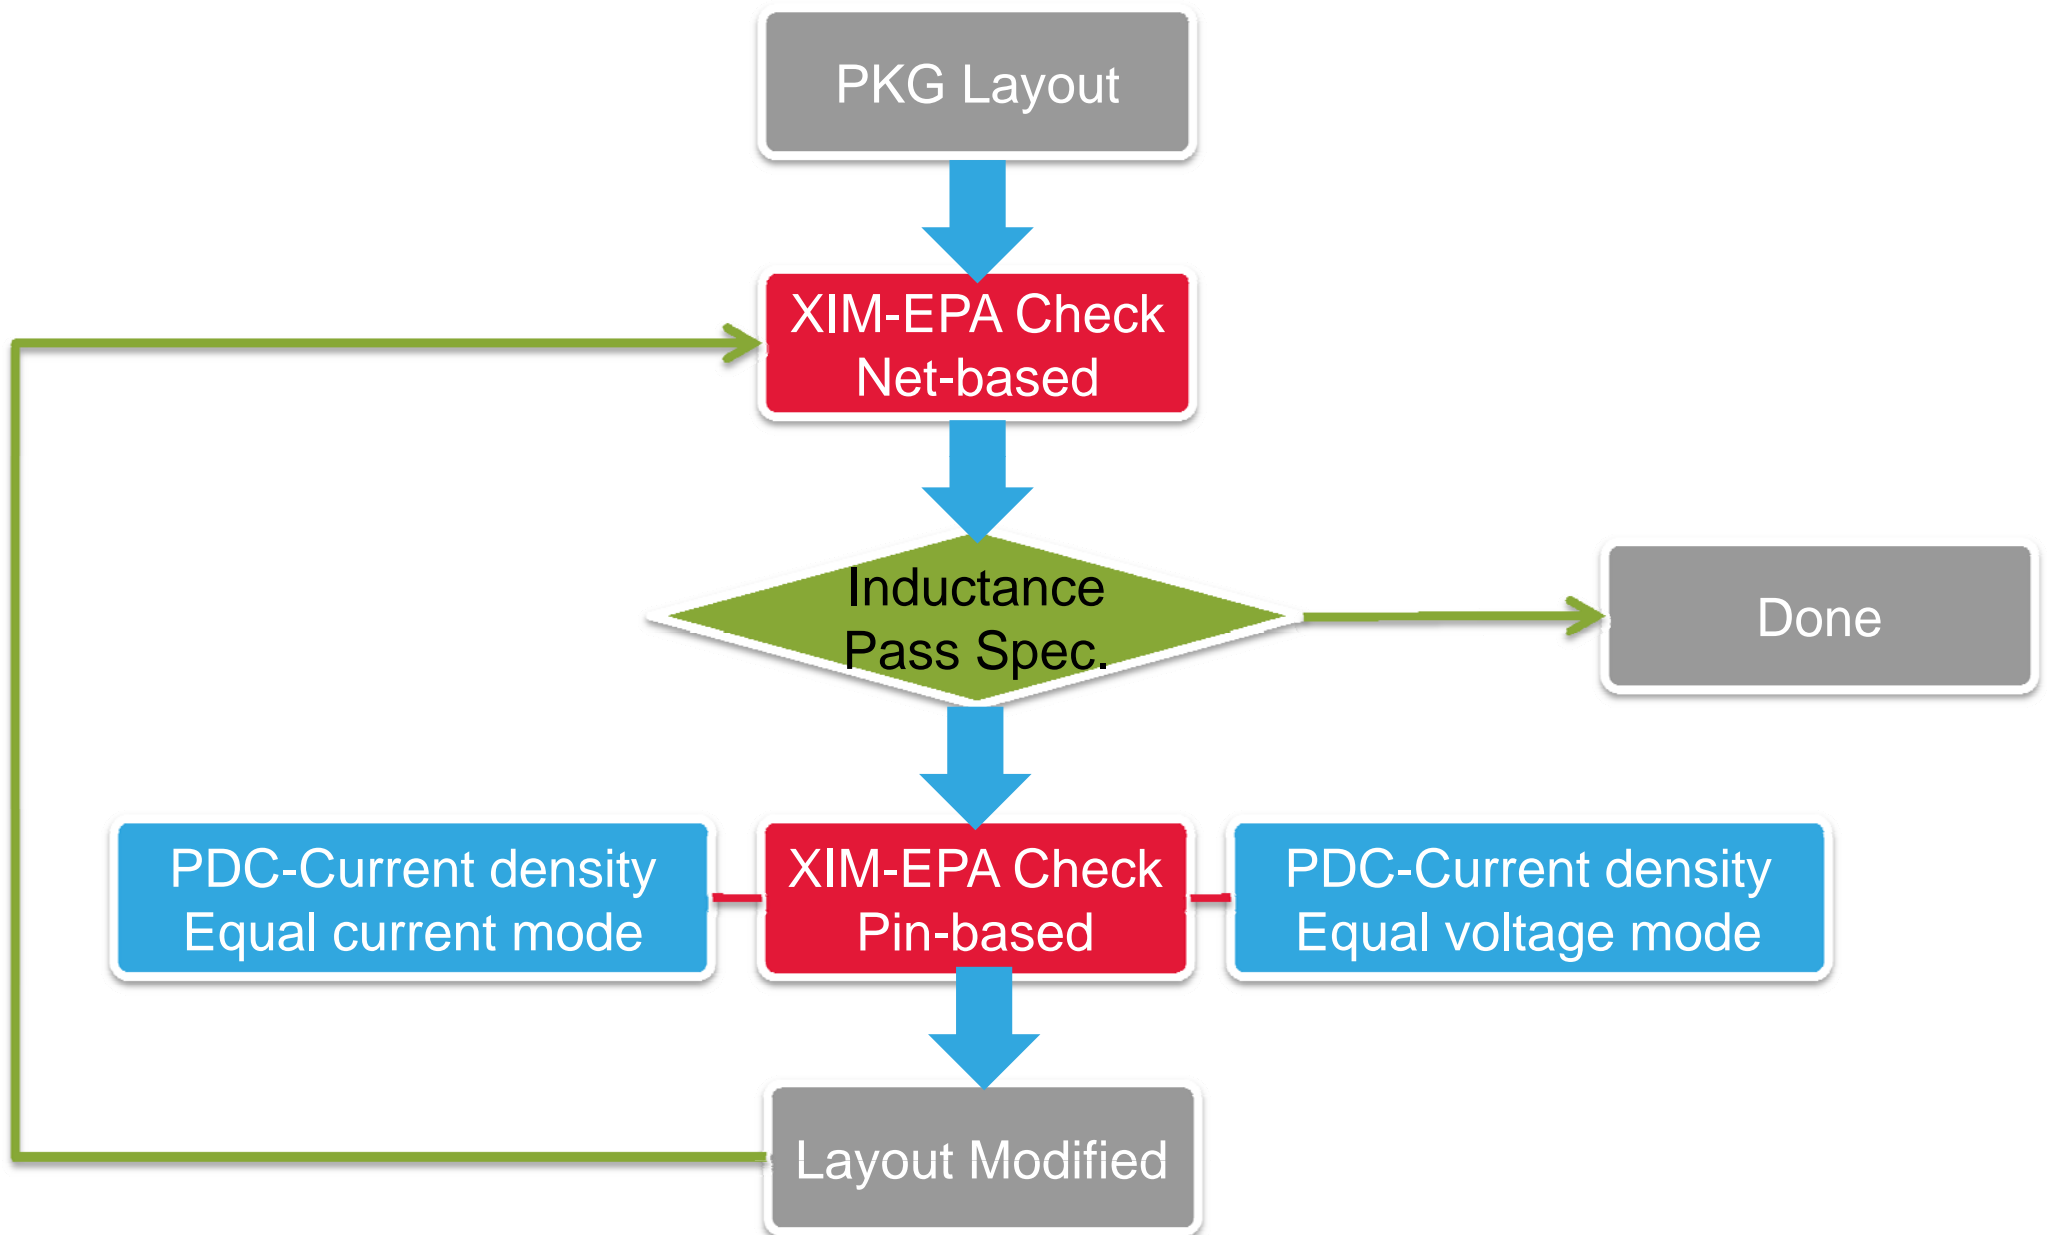 PKG Layout
XIM-EPA Check
Net-based
Inductance
Pass Spec.
Done
PDC-Current density
Equal current mode
XIM-EPA Check
Pin-based
PDC-Current density
Equal voltage mode
Layout Modified